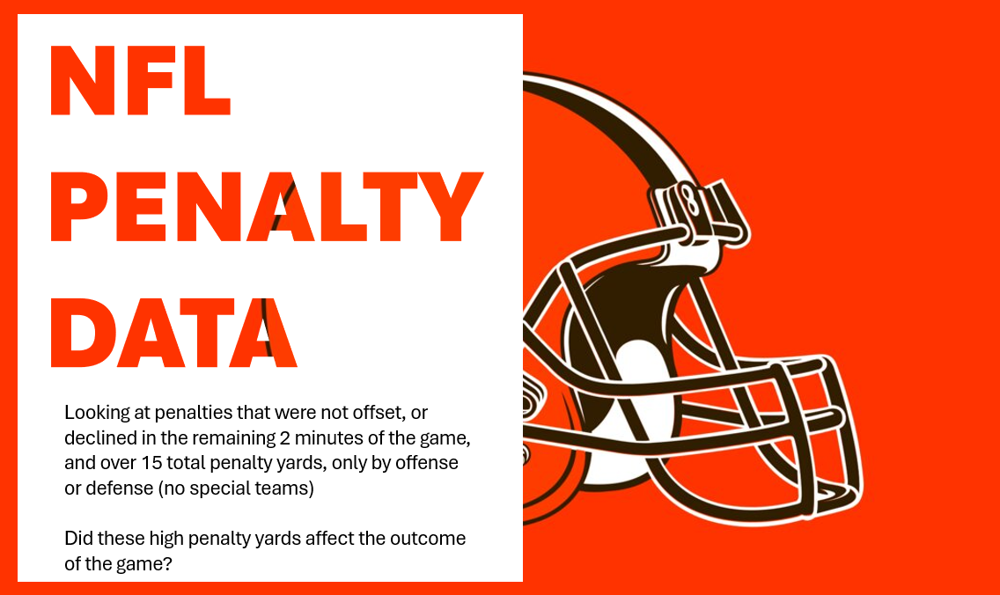 NFL
PENALTY
DATA
8
Looking at penalties that were not offset, or
declined in the remaining 2 minutes of the game,
and over 15 total penalty yards, only by offense
or defense (no special teams)
Did these high penalty yards affect the outcome
of the game?